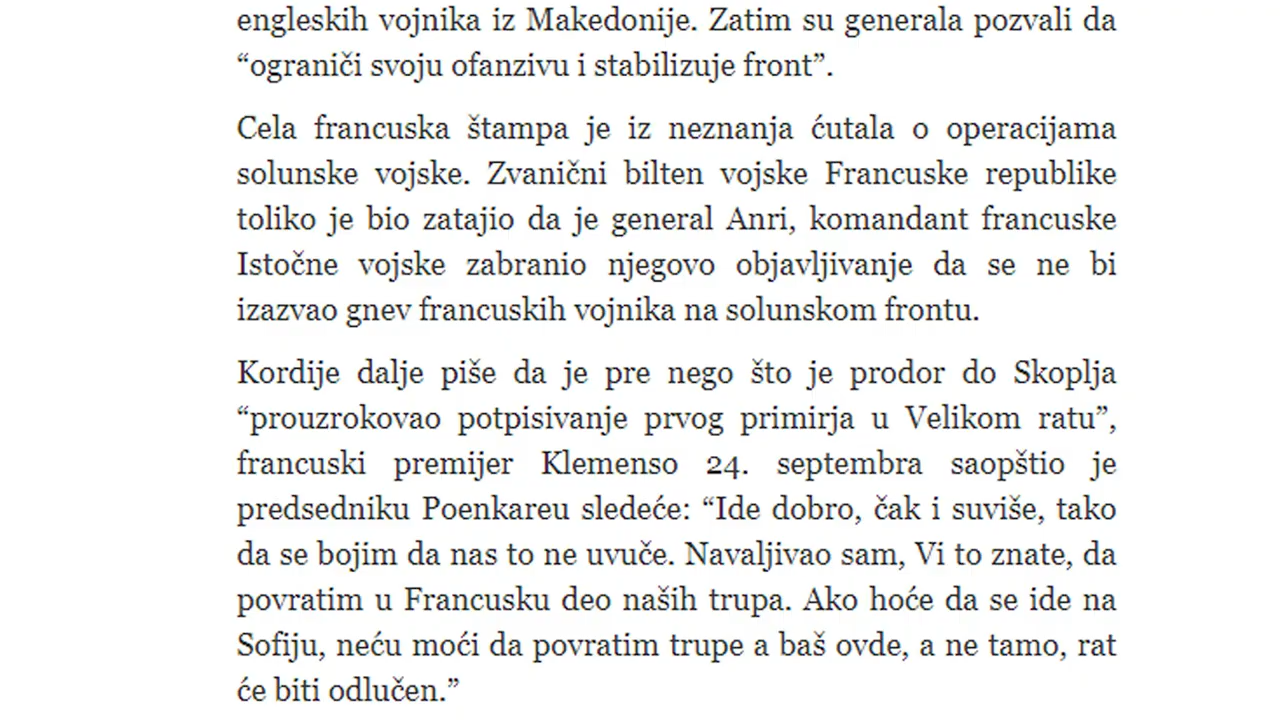 engleskih vojnika iz Makedonije. Zatim su generala pozvali da
“ograniči svoju ofanzivu i stabilizuje front”.
Cela francuska štampa je iz neznanja ćutala o operacijama
solunske vojske. Zvanični bilten vojske Francuske republike
toliko je bio zatajio da je general Anri, komandant francuske
Istočne vojske zabranio njegovo objavljivanje da se ne bi
izazvao gnev francuskih vojnika na solunskom frontu.
Kordije dalje piše da je pre nego što je prodor do Skoplja
“prouzrokovao potpisivanje prvog primirja u Velikom ratu”,
francuski premijer Klemenso 24. septembra saopštio je
predsedniku Poenkareu sledeće: “Ide dobro, čak i suviše, tako
da se bojim da nas to ne uvuče. Navaljivao sam, Vi to znate, da
povratim u Francusku deo naših trupa. Ako hoće da se ide na
Sofiju, neću moći da povratim trupe a baš ovde, a ne tamo, rat
će biti odlučen.”